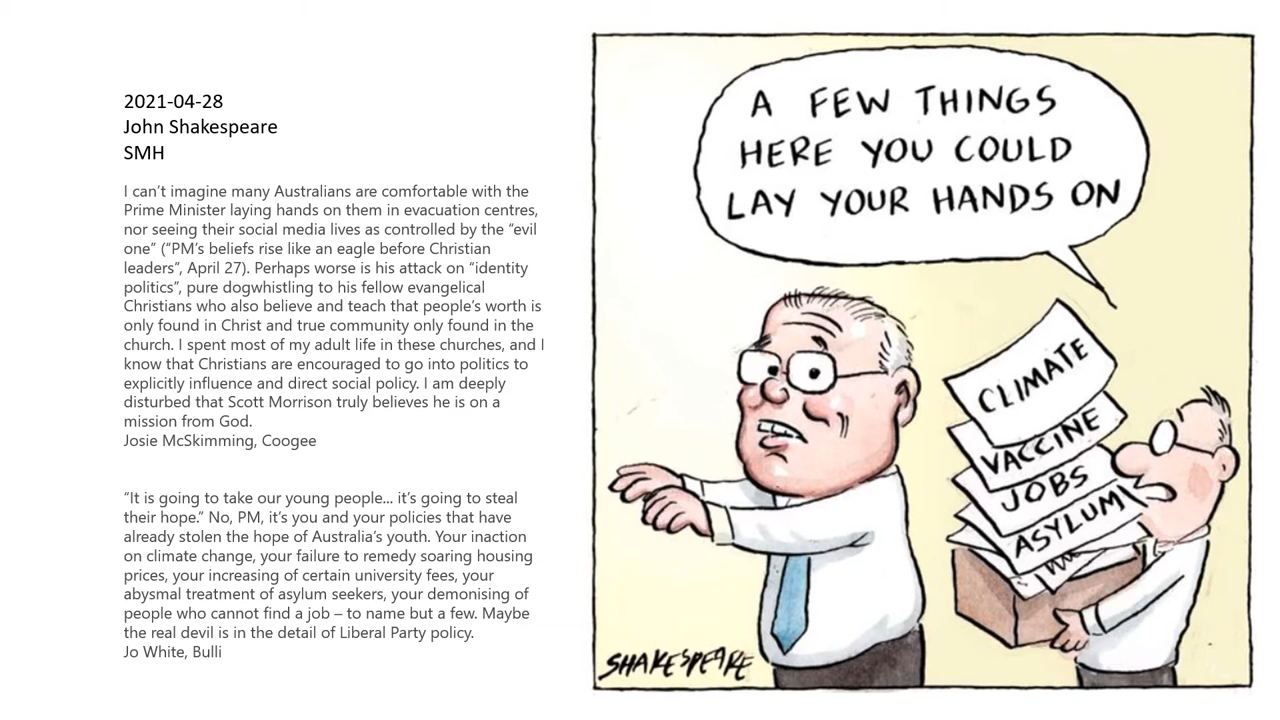 2021-04-28
John Shakespeare
SMH
I can’t imagine many Australians are comfortable with the
Prime Minister laying hands on them in evacuation centres,
nor seeing their social media lives as controlled by the “evil
one” (“PM’s beliefs rise like an eagle before Christian
leaders”, April 27). Perhaps worse is his attack on “identity
politics”, pure dogwhistling to his fellow evangelical
Christians who also believe and teach that people’s worth is
only found in Christ and true community only found in the
church. I spent most of my adult life in these churches, and I
know that Christians are encouraged to go into politics to
explicitly influence and direct social policy. I am deeply
disturbed that Scott Morrison truly believes he is on a
mission from God.
Josie McSkimming, Coogee
“It is going to take our young people... it’s going to steal
their hope.” No, PM, it’s you and your policies that have
already stolen the hope of Australia’s youth. Your inaction
on climate change, your failure to remedy soaring housing
prices, your increasing of certain university fees, your
abysmal treatment of asylum seekers, your demonising of
people who cannot find a job – to name but a few. Maybe
the real devil is in the detail of Liberal Party policy.
Jo White, Bulli
A FEW THINGS
HERE YOU COULD
LAY YOUR HANDS ON
CLIMATE
VACCINE
JOBS
ASYLUM
SHAKESPEARE